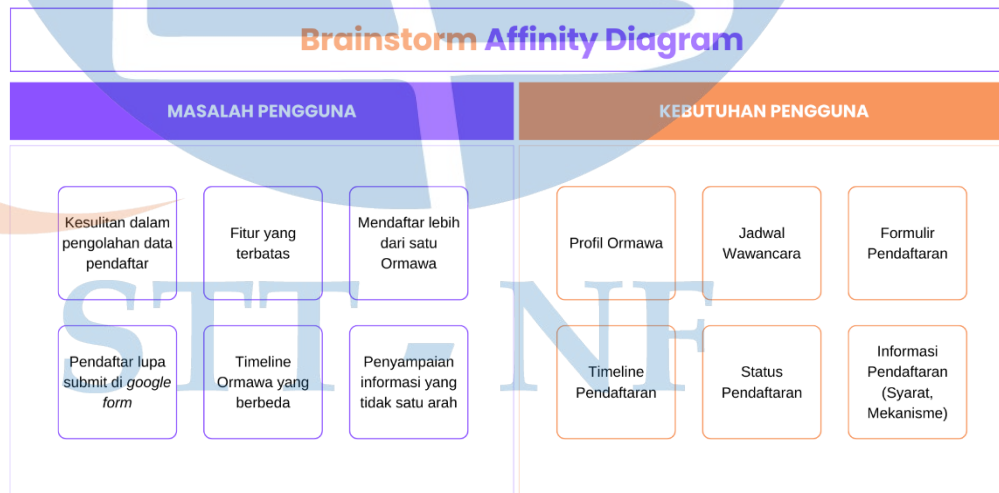 Brainstorm Affinity Diagram
MASALAH PENGGUNA
KEBUTUHAN PENGGUNA
Kesulitan dalam
pengolahan data
pendaftar
Fitur yang
terbatas
Mendaftar lebih
dari satu
Ormawa
Profil Ormawa
Jadwal
Wawancara
Formulir
Pendaftaran
Pendaftar lupa
submit di google
form
Timeline
Ormawa yang
berbeda
Penyampaian
informasi yang
tidak satu arah
Timeline
Pendaftaran
Status
Pendaftaran
Informasi
Pendaftaran
(Syarat,
Mekanisme)
STT - NF